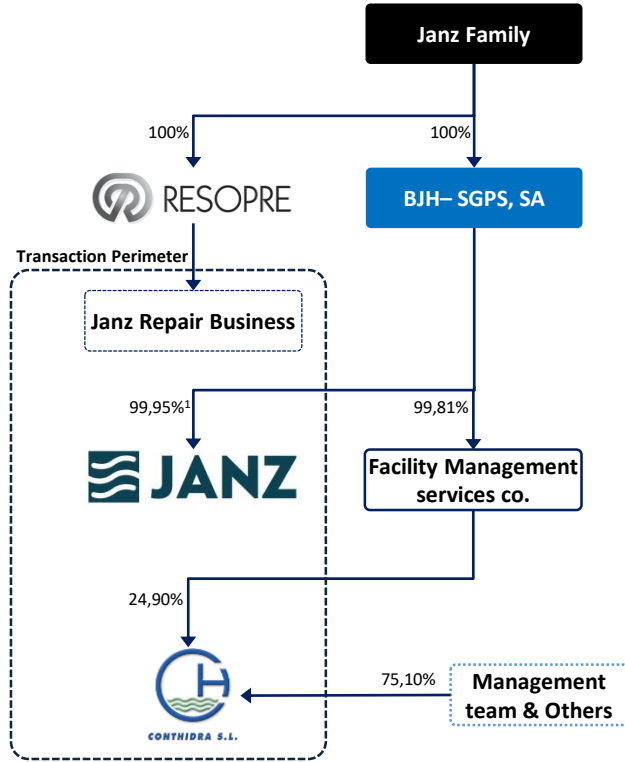 Janz Family
100%
100%
RESOPRE
BJH– SGPS, SA
Transaction Perimeter
Janz Repair Business
99,95%¹
99,81%
JANZ
Facility Management
services co.
24,90%
CONTHIDRA S.L.
75,10%
Management
team & Others